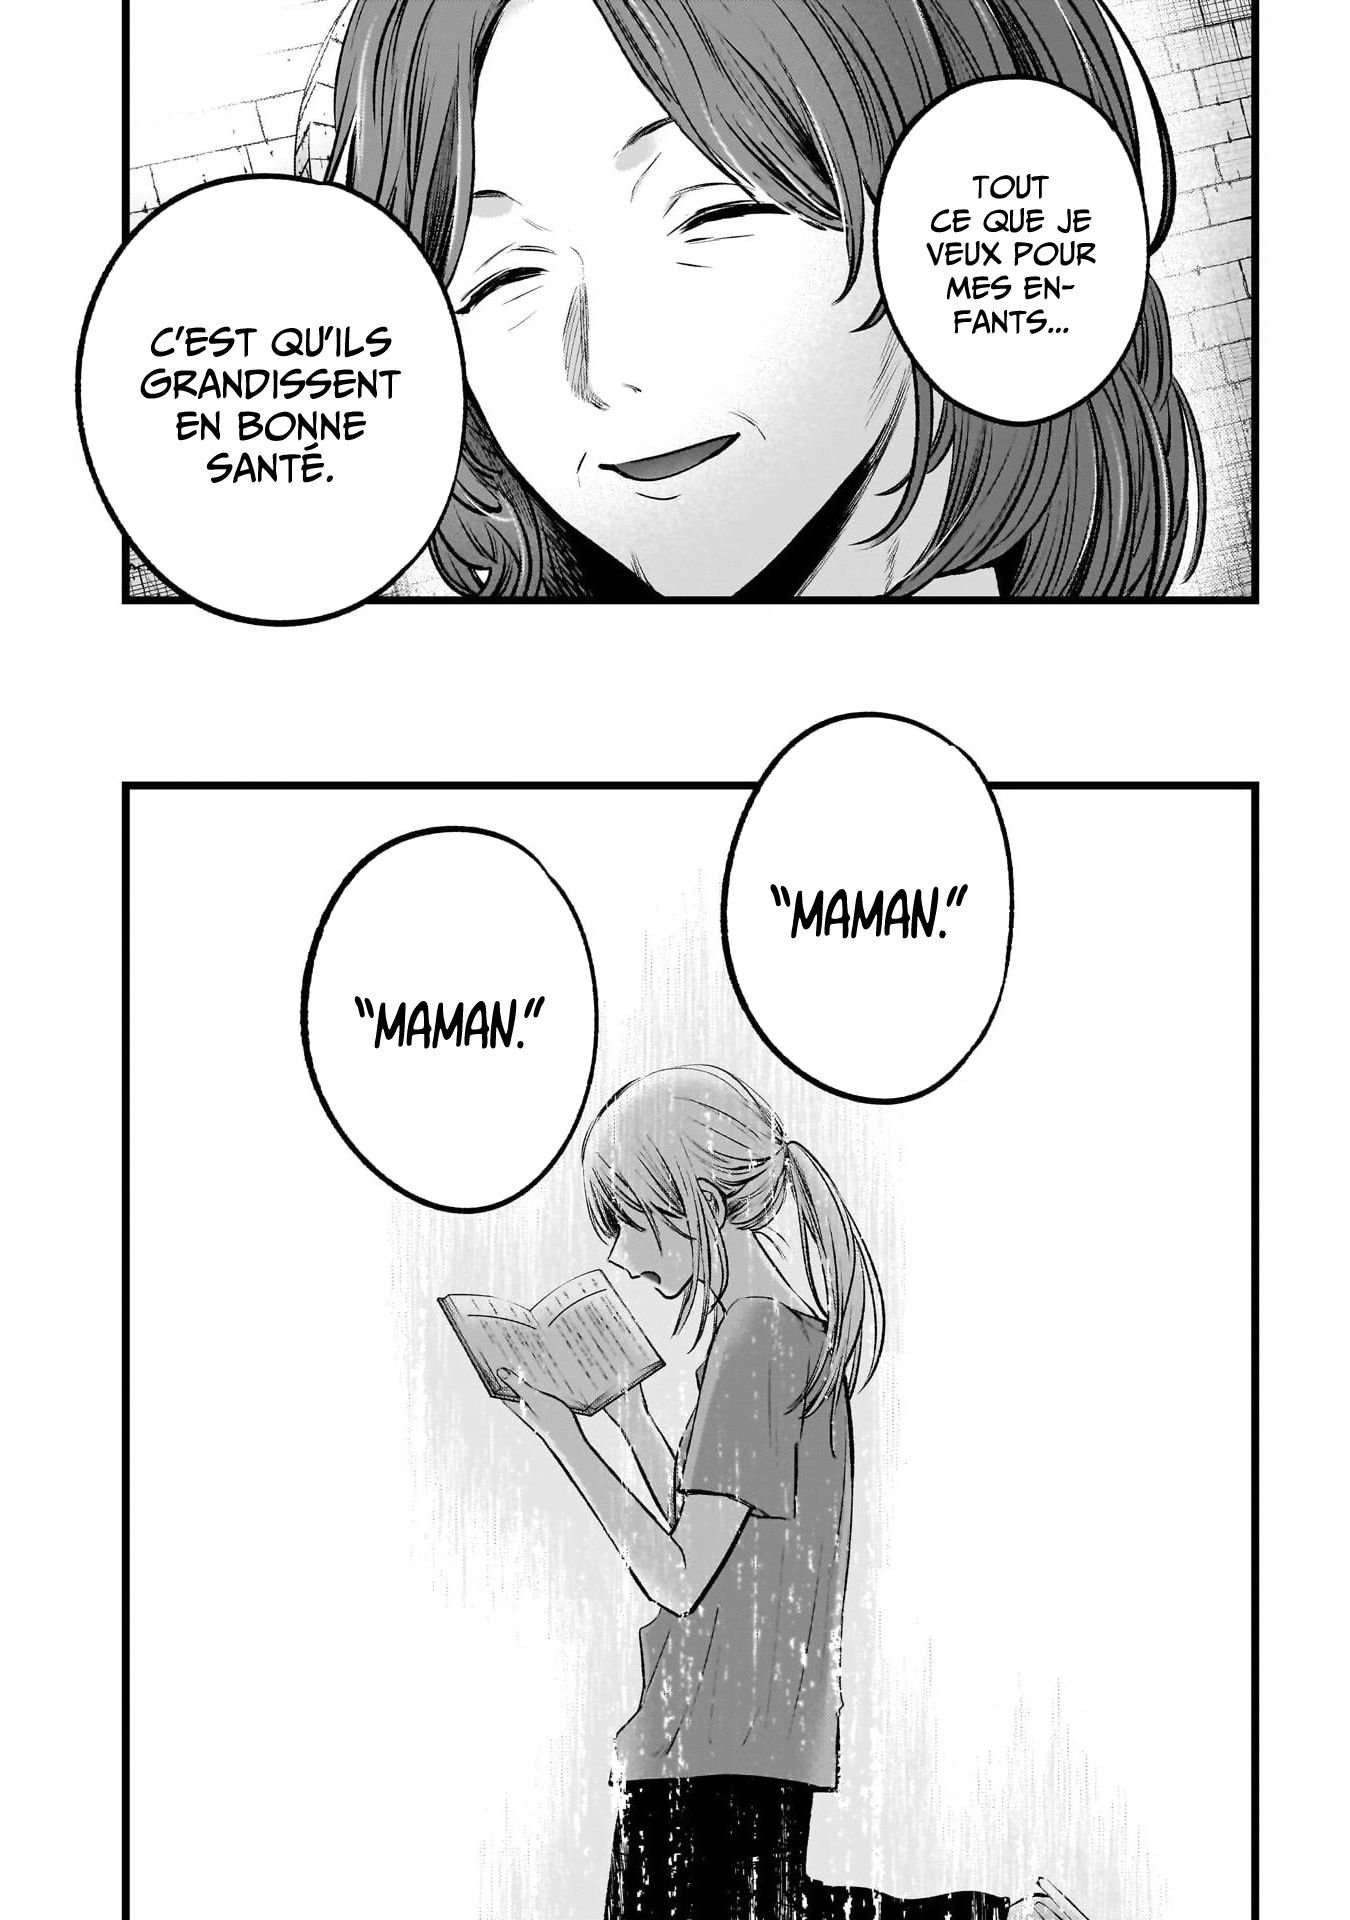 TOUT
CE QUE JE
VEUX POUR
MES EN-
FANTS...
C'EST QU'ILS
GRANDISSENT
EN BONNE
SANTÉ.
"MAMAN."
"MAMAN."